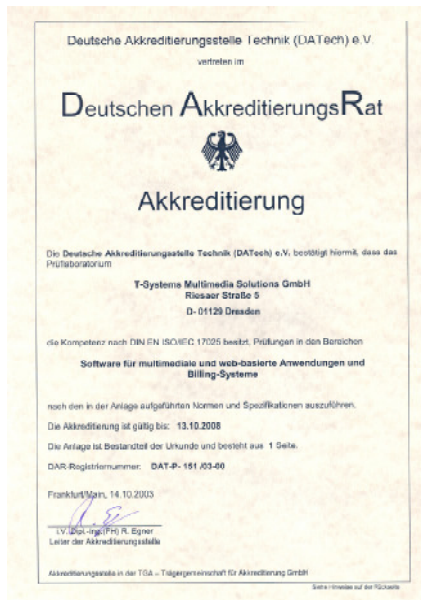 Deutsche Akkreditierungsstelle Technik (DATech) e.V.
vertreten im
Deutschen AkkreditierungsRat
Akkreditierung
Die Deutsche Akkreditierungsstelle Technik (DATech) e.V. bestätigt hiermit, dass das
Prüflaboratorium
T-Systems Multimedia Solutions GmbH
Riesaer Straße 5
D- 01129 Dresden
die Kompetenz nach DIN EN ISO/IEC 17025 besitzt, Prüfungen in den Bereichen
Software für multimediale und web-basierte Anwendungen und
Billing-Systeme
nach den in der Anlage aufgeführten Normen und Spezifikationen auszuführen.
Die Akkreditierung ist gültig bis: 13.10.2008
Die Anlage ist Bestandteil der Urkunde und besteht aus 1 Seite.
DAR-Registriernummer: DAT-P- 151 /03-00
Frankfurt/Main, 14.10.2003
i.V. Dipl.-Ing.(FH) R. Egner
Leiter der Akkreditierungsstelle
Akkreditierungsstelle in der TGA – Trägergemeinschaft für Akkreditierung GmbH
Siehe Hinweise auf der Rückseite